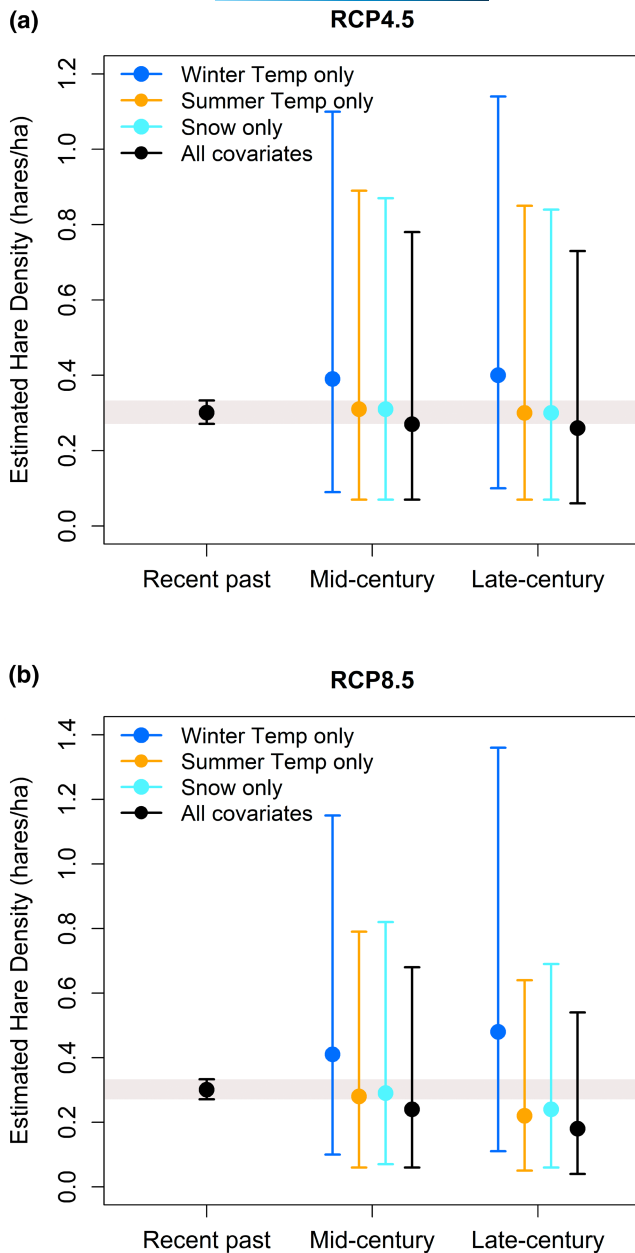 (a)
RCP4.5
Estimated Hare Density (hares/ha)
1.2
1.0
0.8
0.6
0.4
0.2
0.0
Winter Temp only
Summer Temp only
Snow only
All covariates
Recent past Mid-century Late-century
(b)
RCP8.5
Estimated Hare Density (hares/ha)
1.4
1.2
1.0
0.8
0.6
0.4
0.2
0.0
Winter Temp only
Summer Temp only
Snow only
All covariates
Recent past Mid-century Late-century